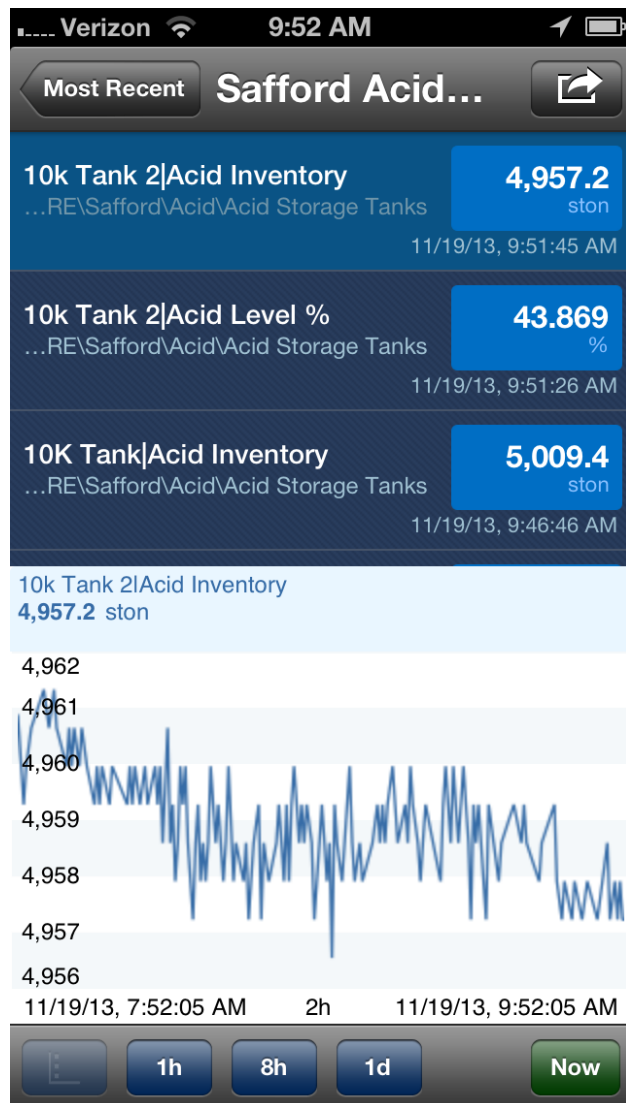 Verizon 9:52 AM
Most Recent Safford Acid...
10k Tank 2|Acid Inventory 4,957.2
...RE\Safford\Acid\Acid Storage Tanks ston
11/19/13, 9:51:45 AM
10k Tank 2|Acid Level % 43.869
...RE\Safford\Acid\Acid Storage Tanks %
11/19/13, 9:51:26 AM
10K Tank|Acid Inventory 5,009.4
...RE\Safford\Acid\Acid Storage Tanks ston
11/19/13, 9:46:46 AM
10k Tank 2|Acid Inventory
4,957.2 ston
4,962
4,961
4,960
4,959
4,958
4,957
4,956
11/19/13, 7:52:05 AM 2h 11/19/13, 9:52:05 AM
1h 8h 1d Now